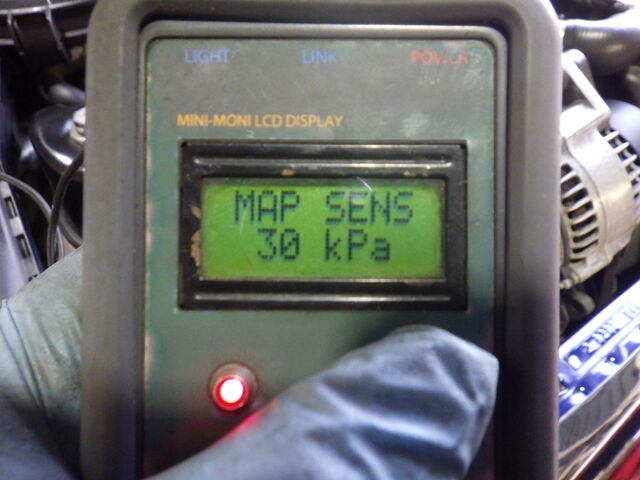 LIGHT LINK POWER
MINI-MONI LCD DISPLAY
MAP SENS
30 kPa